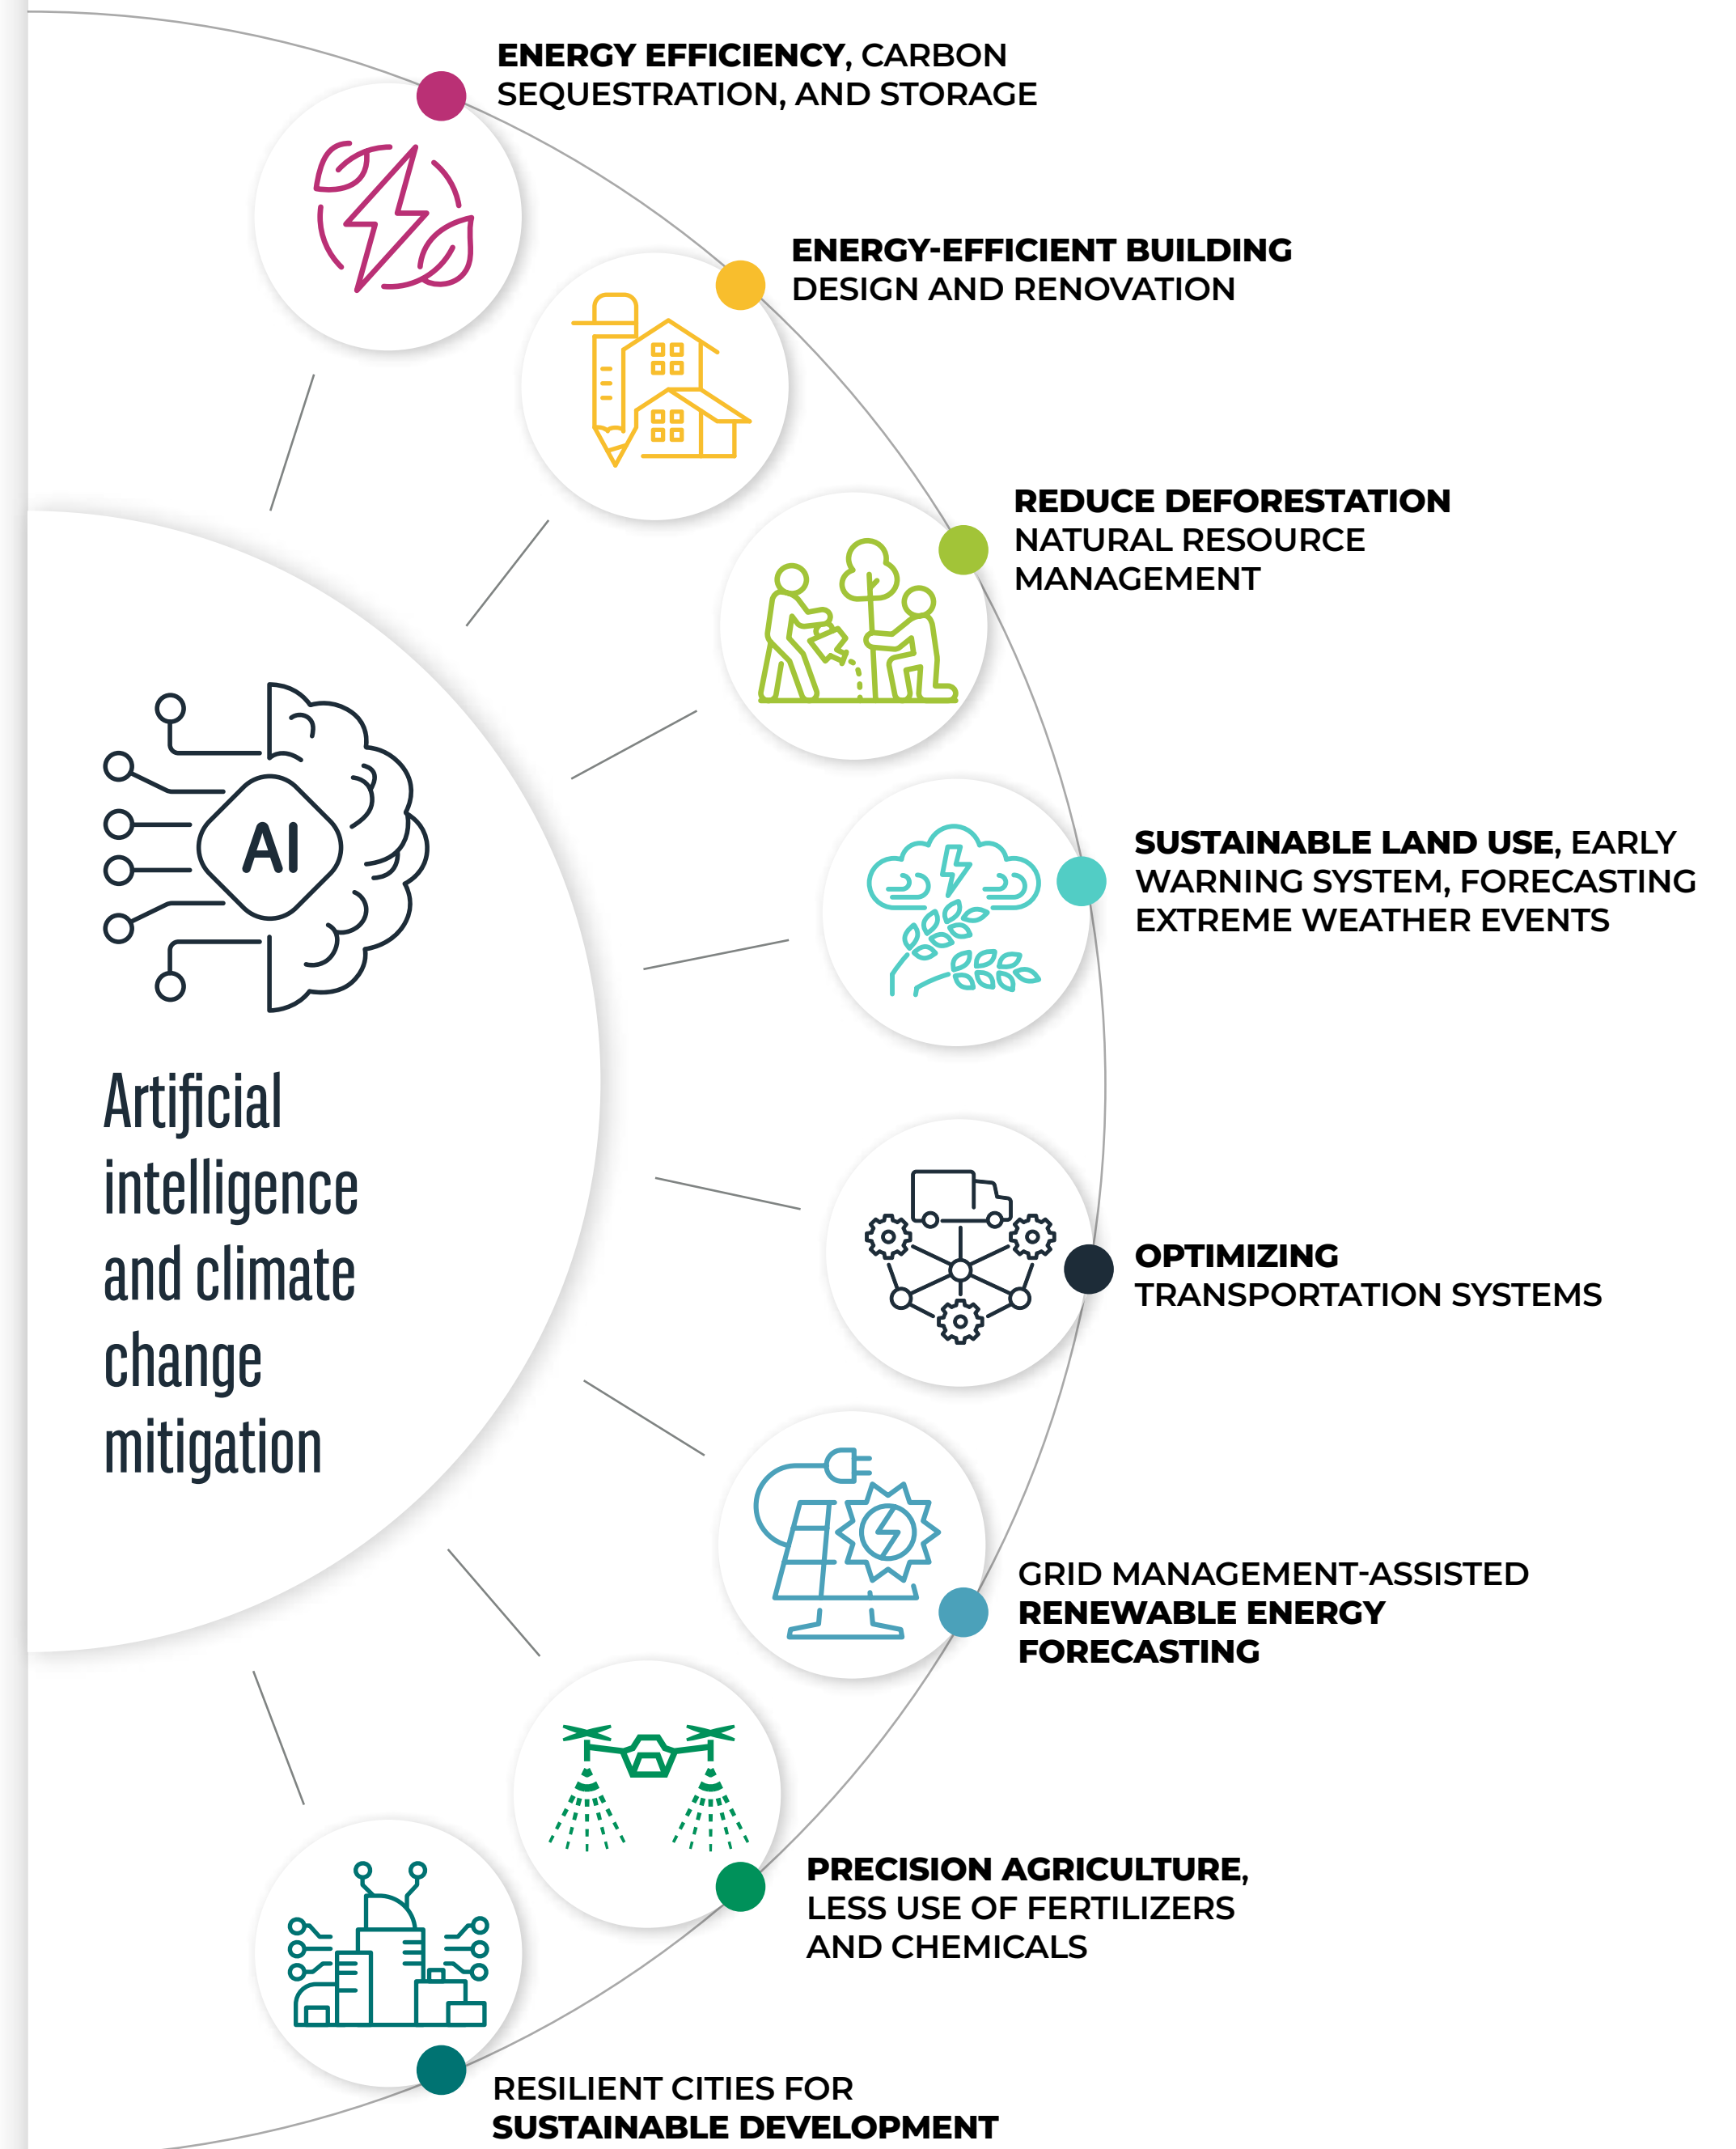 ENERGY EFFICIENCY, CARBON
SEQUESTRATION, AND STORAGE
ENERGY-EFFICIENT BUILDING
DESIGN AND RENOVATION
REDUCE DEFORESTATION
NATURAL RESOURCE
MANAGEMENT
SUSTAINABLE LAND USE, EARLY
WARNING SYSTEM, FORECASTING
EXTREME WEATHER EVENTS
AI
Artificial
intelligence
and climate
change
mitigation
OPTIMIZING
TRANSPORTATION SYSTEMS
GRID MANAGEMENT-ASSISTED
RENEWABLE ENERGY
FORECASTING
PRECISION AGRICULTURE,
LESS USE OF FERTILIZERS
AND CHEMICALS
RESILIENT CITIES FOR
SUSTAINABLE DEVELOPMENT